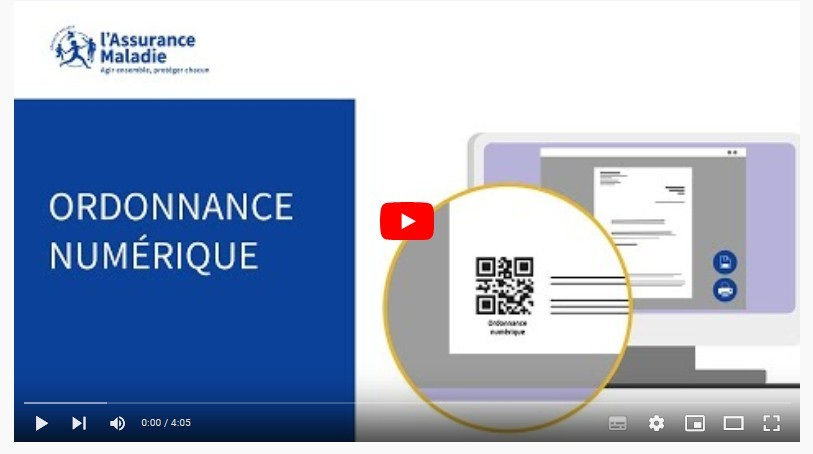 l'Assurance
Maladie
Agir ensemble, protéger chacun
ORDONNANCE
NUMÉRIQUE
Ordonnance
numérique
0:00 / 4:05